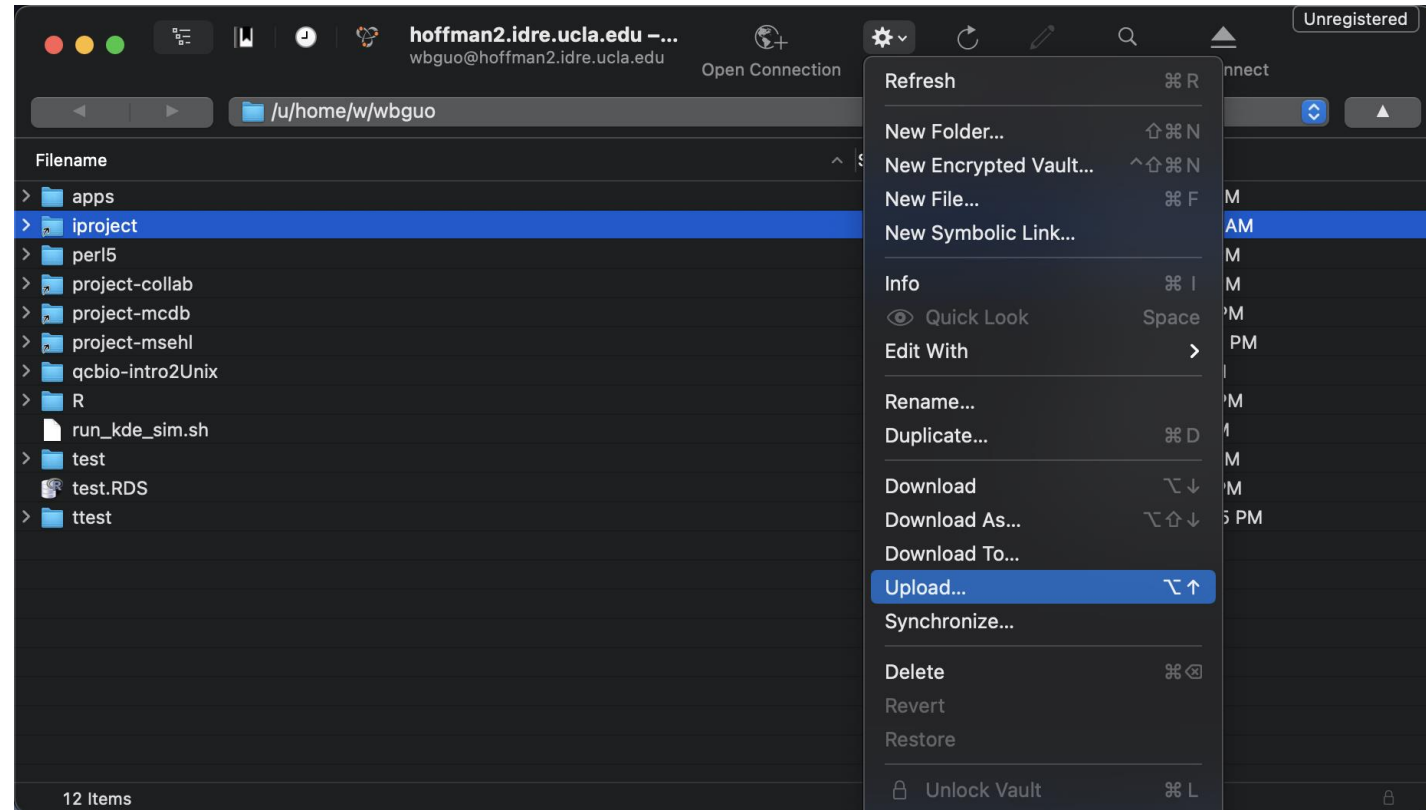 Unregistered
hoffman2.idre.ucla.edu –...
wbguo@hoffman2.idre.ucla.edu
Open Connection
nnect
/u/home/w/wbguo
Filename
apps
M
iproject
AM
perl5
M
project-collab
M
project-mcdb
PM
project-msehl
PM
qcbio-intro2Unix
R
PM
run_kde_sim.sh
test
M
test.RDS
PM
ttest
5 PM
12 Items
Refresh ⌘ R
New Folder... ⇧⌘ N
New Encrypted Vault... ^⇧⌘ N
New File... ⌘ F
New Symbolic Link...
Info ⌘ I
Quick Look Space
Edit With
Rename...
Duplicate... ⌘ D
Download ⌥↓
Download As... ⌥⇧↓
Download To...
Upload... ⌥↑
Synchronize...
Delete ⌘⌫
Revert
Restore
Unlock Vault ⌘ L